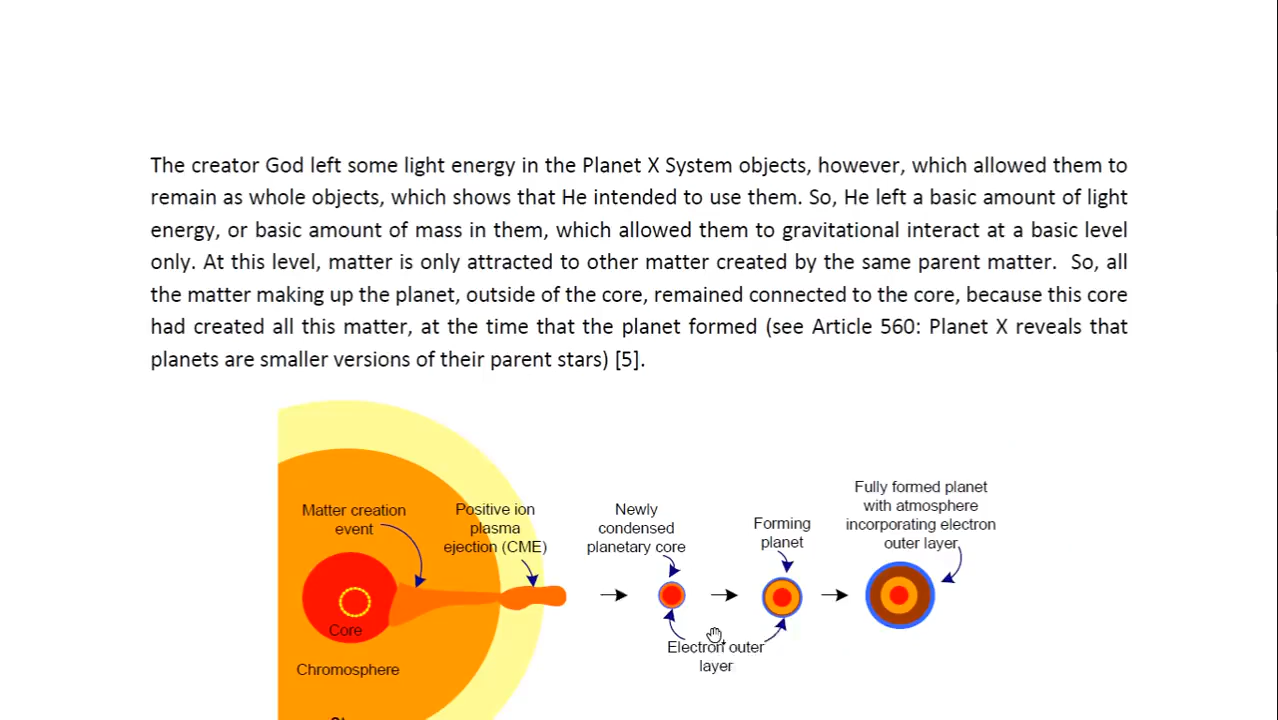 The creator God left some light energy in the Planet X System objects, however, which allowed them to
remain as whole objects, which shows that He intended to use them. So, He left a basic amount of light
energy, or basic amount of mass in them, which allowed them to gravitational interact at a basic level
only. At this level, matter is only attracted to other matter created by the same parent matter.  So, all
the matter making up the planet, outside of the core, remained connected to the core, because this core
had created all this matter, at the time that the planet formed (see Article 560: Planet X reveals that
planets are smaller versions of their parent stars) [5].
Matter creation
event
Positive ion
plasma
ejection (CME)
Newly
condensed
planetary core
Forming
planet
Fully formed planet
with atmosphere
incorporating electron
outer layer
Core
Electron outer
layer
Chromosphere